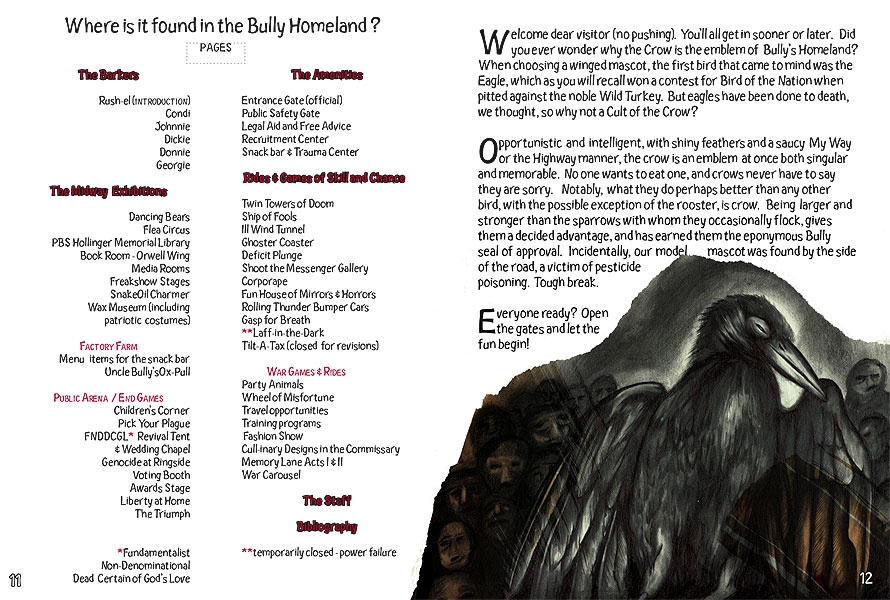 Where is it found in the Bully Homeland ?
PAGES
The Barkers
Rush-el (INTRODUCTION)
Condi
Johnnie
Dickie
Donnie
Georgie
The Midway Exhibitions
Dancing Bears
Flea Circus
PBS Hollinger Memorial Library
Book Room - Orwell Wing
Media Rooms
Freakshow Stages
SnakeOil Charmer
Wax Museum (including
patriotic costumes)
FACTORY FARM
Menu items for the snack bar
Uncle Bully's Ox-Pull
PUBLIC ARENA / END GAMES
Children's Corner
Pick Your Plague
FNDDCGL* Revival Tent
& Wedding Chapel
Genocide at Ringside
Voting Booth
Awards Stage
Liberty at Home
The Triumph
*Fundamentalist
Non-Denominational
Dead Certain of God's Love
11
The Amenities
Entrance Gate (official)
Public Safety Gate
Legal Aid and Free Advice
Recruitment Center
Snack bar & Trauma Center
Rides & Games of Skill and Chance
Twin Towers of Doom
Ship of Fools
Ill Wind Tunnel
Ghoster Coaster
Deficit Plunge
Shoot the Messenger Gallery
Corporape
Fun House of Mirrors & Horrors
Rolling Thunder Bumper Cars
Gasp for Breath
**Laff-in-the-Dark
Tilt-A-Tax (closed for revisions)
WAR GAMES & RIDES
Party Animals
Wheel of Misfortune
Travel opportunities
Training programs
Fashion Show
Cull-inary Designs in the Commissary
Memory Lane Acts I & II
War Carousel
The Staff
Bibliography
**temporarily closed - power failure
Welcome dear visitor (no pushing). You'll all get in sooner or later. Did
you ever wonder why the Crow is the emblem of Bully's Homeland?
When choosing a winged mascot, the first bird that came to mind was the
Eagle, which as you will recall won a contest for Bird of the Nation when
pitted against the noble Wild Turkey. But eagles have been done to death,
we thought, so why not a Cult of the Crow?
Opportunistic and intelligent, with shiny feathers and a saucy My Way
or the Highway manner, the crow is an emblem at once both singular
and memorable. No one wants to eat one, and crows never have to say
they are sorry. Notably, what they do perhaps better than any other
bird, with the possible exception of the rooster, is crow. Being larger and
stronger than the sparrows with whom they occasionally flock, gives
them a decided advantage, and has earned them the eponymous Bully
seal of approval. Incidentally, our model mascot was found by the side
of the road, a victim of pesticide
poisoning. Tough break.
Everyone ready? Open
the gates and let the
fun begin!
12